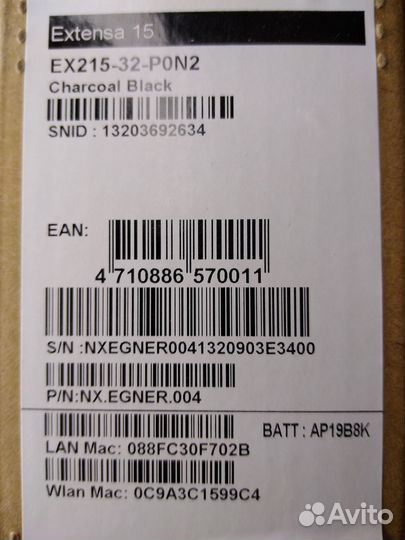 Extensa 15
EX215-32-P0N2
Charcoal Black
SNID : 13203692634
EAN:
4 710886 570011
S/N :NXEGNER0041320903E3400
P/N:NX.EGNER.004
BATT : AP19B8K
LAN Mac: 088FC30F702B
Wlan Mac: 0C9A3C1599C4
Avito